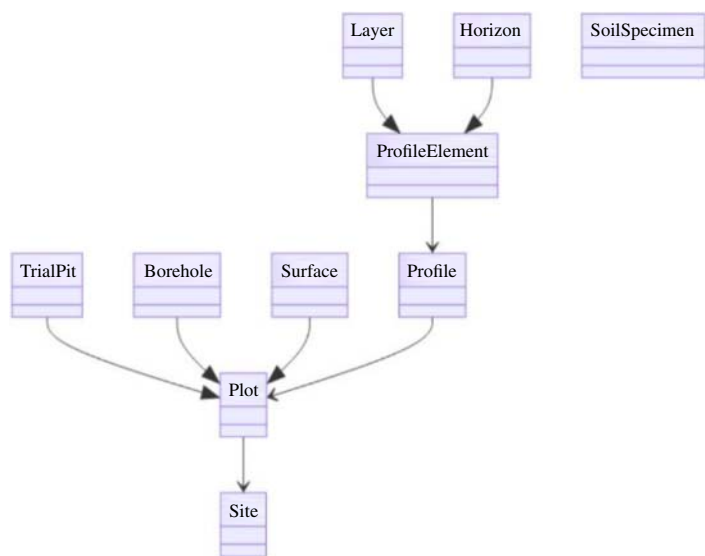 Layer
Horizon
SoilSpecimen
ProfileElement
TrialPit
Borehole
Surface
Profile
Plot
Site